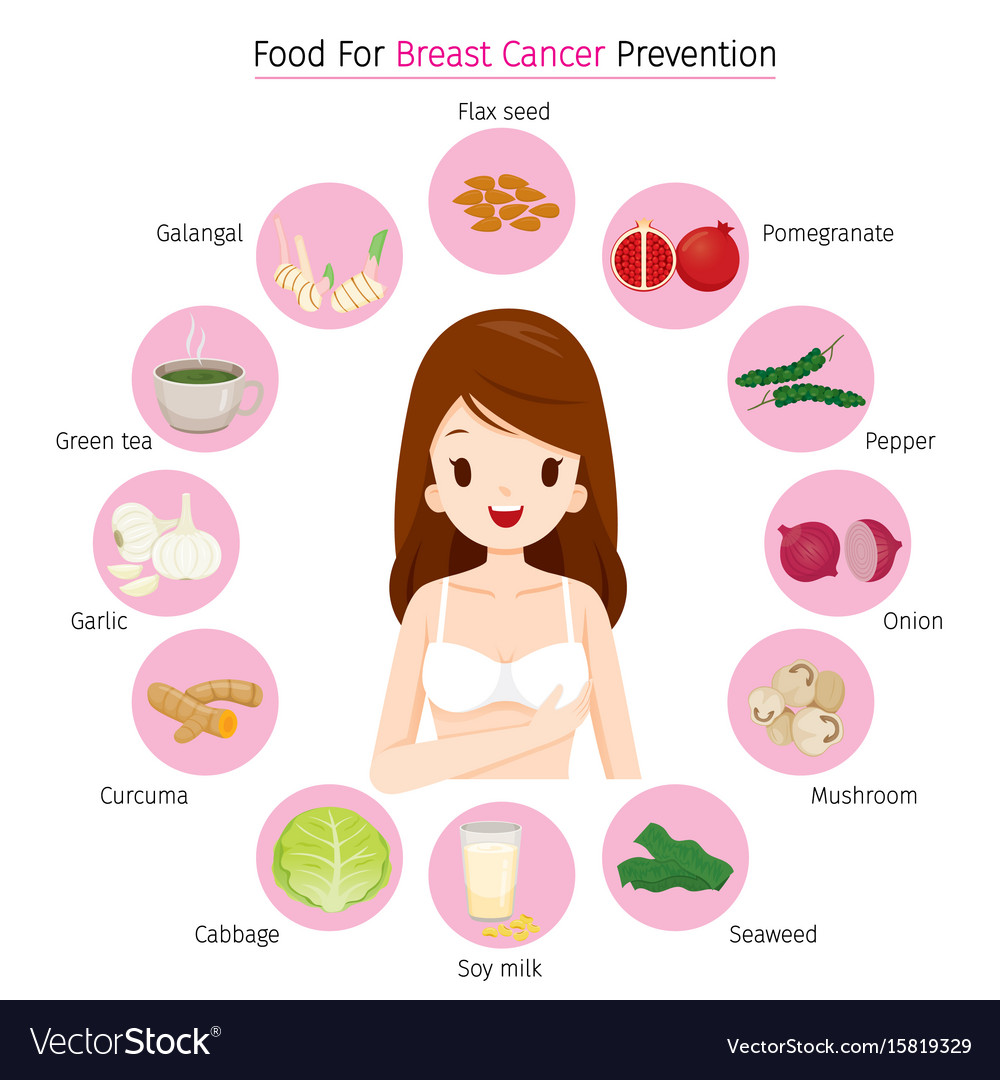 Food For Breast Cancer Prevention
Flax seed
Galangal
Pomegranate
Green tea
Pepper
Garlic
Onion
Curcuma
Mushroom
Cabbage
Seaweed
Soy milk
VectorStock®
VectorStock.com/15819329